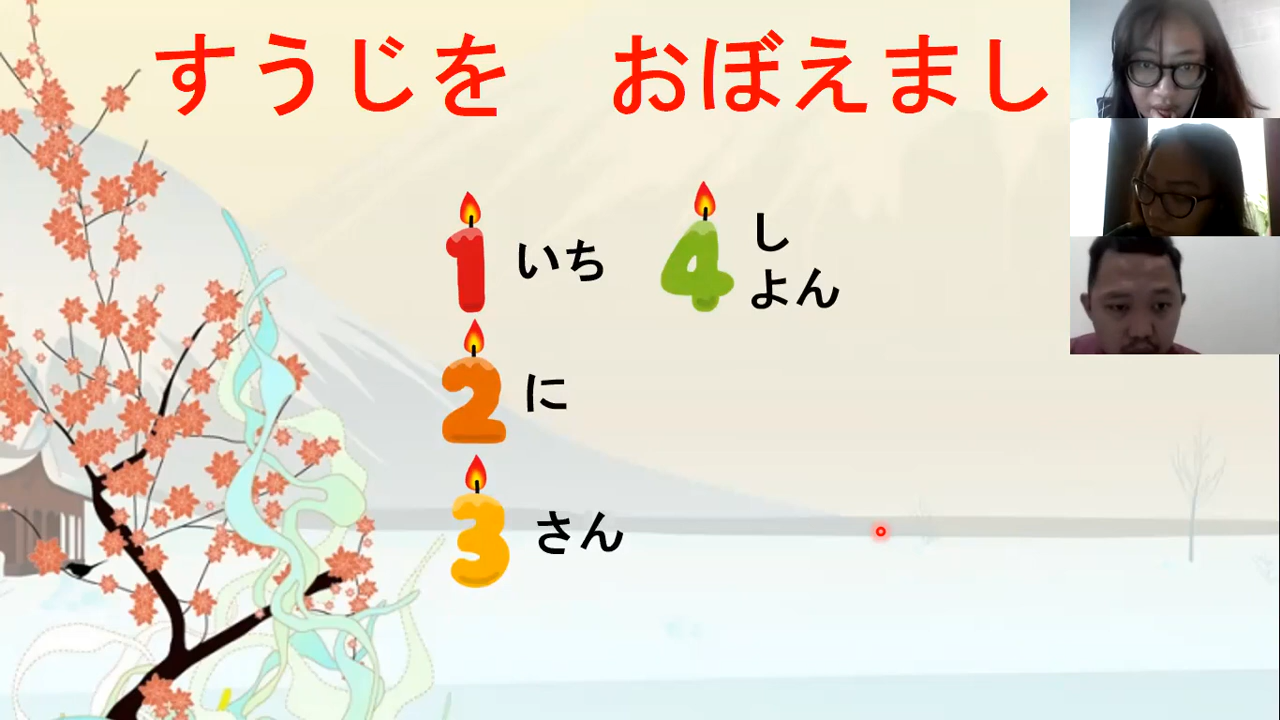 すうじを　おぼえまし
1 いち
2 に
3 さん
4 し
よん